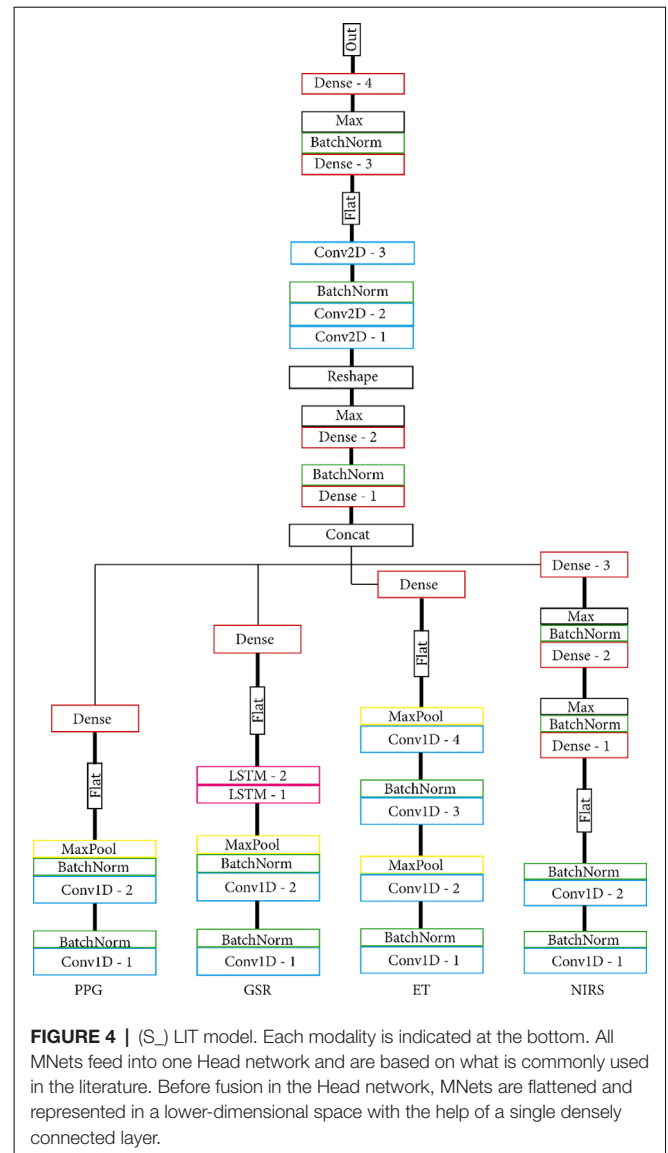 Out
Dense - 4
Max
BatchNorm
Dense - 3
Flat
Conv2D - 3
BatchNorm
Conv2D - 2
Conv2D - 1
Reshape
Max
Dense - 2
BatchNorm
Dense - 1
Concat
Dense
Flat
MaxPool
BatchNorm
Conv1D - 2
BatchNorm
Conv1D - 1
PPG
Dense
Flat
LSTM - 2
LSTM - 1
MaxPool
BatchNorm
Conv1D - 2
BatchNorm
Conv1D - 1
GSR
Dense
Flat
MaxPool
Conv1D - 4
BatchNorm
Conv1D - 3
MaxPool
Conv1D - 2
BatchNorm
Conv1D - 1
ET
Dense - 3
Max
BatchNorm
Dense - 2
Max
BatchNorm
Dense - 1
Flat
BatchNorm
Conv1D - 2
BatchNorm
Conv1D - 1
NIRS
FIGURE 4 | (S_) LIT model. Each modality is indicated at the bottom. All
MNets feed into one Head network and are based on what is commonly used
in the literature. Before fusion in the Head network, MNets are flattened and
represented in a lower-dimensional space with the help of a single densely
connected layer.